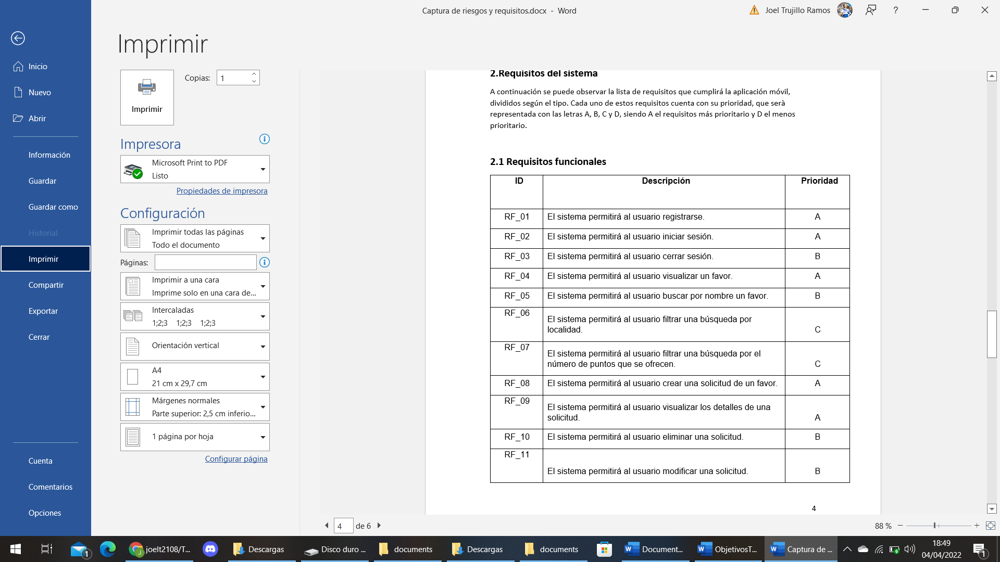 Captura de riesgos y requisitos.docx - Word
Joel Trujillo Ramos
?
Imprimir
Inicio
Nuevo
Abrir
Información
Guardar
Guardar como
Historial
Imprimir
Compartir
Exportar
Cerrar
Cuenta
Comentarios
Opciones
Imprimir
Copias: 1
Impresora
Microsoft Print to PDF
Listo
Propiedades de impresora
Configuración
Imprimir todas las páginas
Todo el documento
Páginas:
Imprimir a una cara
Imprime solo en una cara de...
Intercaladas
1;2;3 1;2;3 1;2;3
Orientación vertical
A4
21 cm x 29,7 cm
Márgenes normales
Parte superior: 2,5 cm inferio...
1 página por hoja
Configurar página
2.Requisitos del sistema
A continuación se puede observar la lista de requisitos que cumplirá la aplicación móvil,
divididos según el tipo. Cada uno de estos requisitos cuenta con su prioridad, que serà
representada con las letras A, B, C y D, siendo A el requisitos más prioritario y D el menos
prioritario.
2.1 Requisitos funcionales
ID Descripción Prioridad
RF_01 El sistema permitirá al usuario registrarse. A
RF_02 El sistema permitirá al usuario iniciar sesión. A
RF_03 El sistema permitirá al usuario cerrar sesión. B
RF_04 El sistema permitirá al usuario visualizar un favor. A
RF_05 El sistema permitirá al usuario buscar por nombre un favor. B
RF_06
El sistema permitirá al usuario filtrar una búsqueda por
localidad. C
RF_07
El sistema permitirá al usuario filtrar una búsqueda por el
número de puntos que se ofrecen. C
RF_08 El sistema permitirá al usuario crear una solicitud de un favor. A
RF_09
El sistema permitirá al usuario visualizar los detalles de una
solicitud. A
RF_10 El sistema permitirá al usuario eliminar una solicitud. B
RF_11
El sistema permitirá al usuario modificar una solicitud. B
4
4 de 6
88 %
1
joelt2108/T...
Descargas
Disco duro ...
documents
Descargas
documents
Document...
ObjetivosT...
Captura de ...
18:49
04/04/2022
1